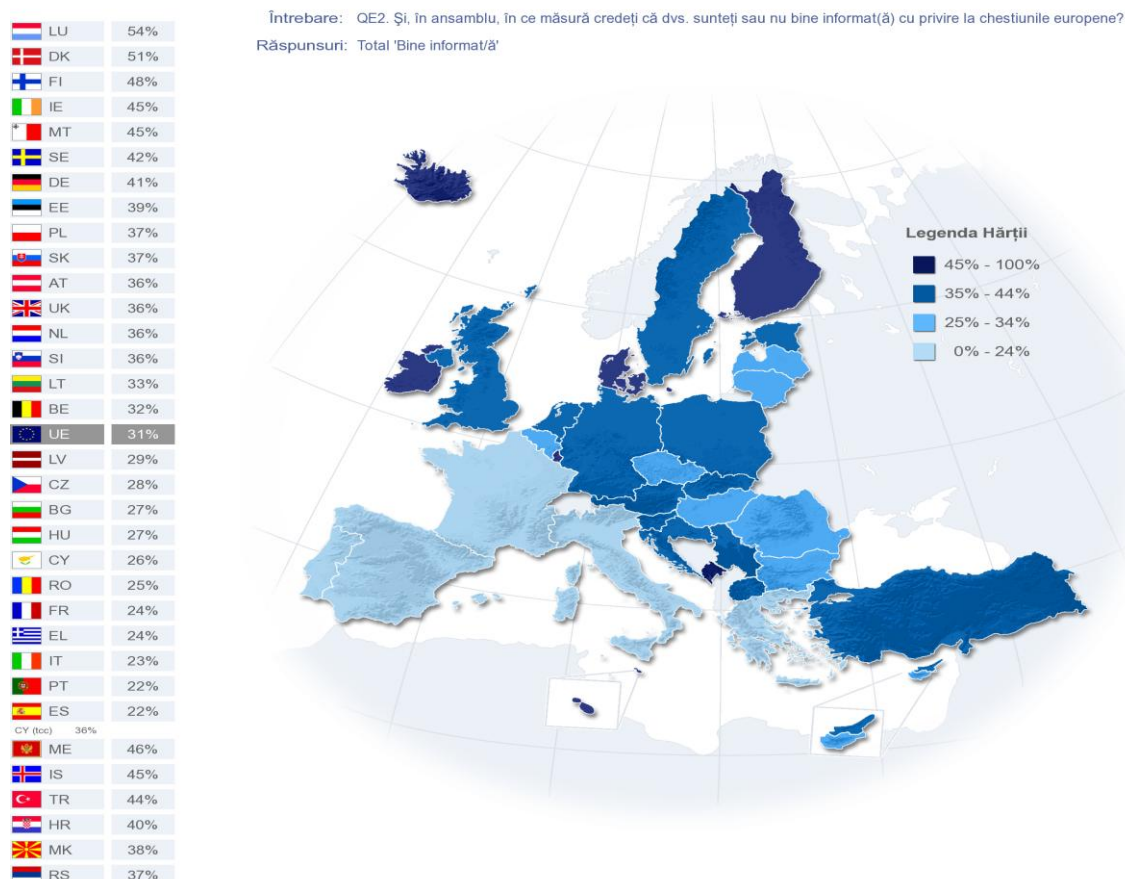 Întrebare: QE2. Şi, în ansamblu, în ce măsură credeți că dvs. sunteți sau nu bine informat(ă) cu privire la chestiunile europene?
Răspunsuri: Total 'Bine informat/ă'
LU 54%
DK 51%
FI 48%
IE 45%
MT 45%
SE 42%
DE 41%
EE 39%
PL 37%
SK 37%
AT 36%
UK 36%
NL 36%
SI 36%
LT 33%
BE 32%
UE 31%
LV 29%
CZ 28%
BG 27%
HU 27%
CY 26%
RO 25%
FR 24%
EL 24%
IT 23%
PT 22%
ES 22%
CY (tcc) 36%
ME 46%
IS 45%
TR 44%
HR 40%
MK 38%
RS 37%
Legenda Hărții
45% - 100%
35% - 44%
25% - 34%
0% - 24%